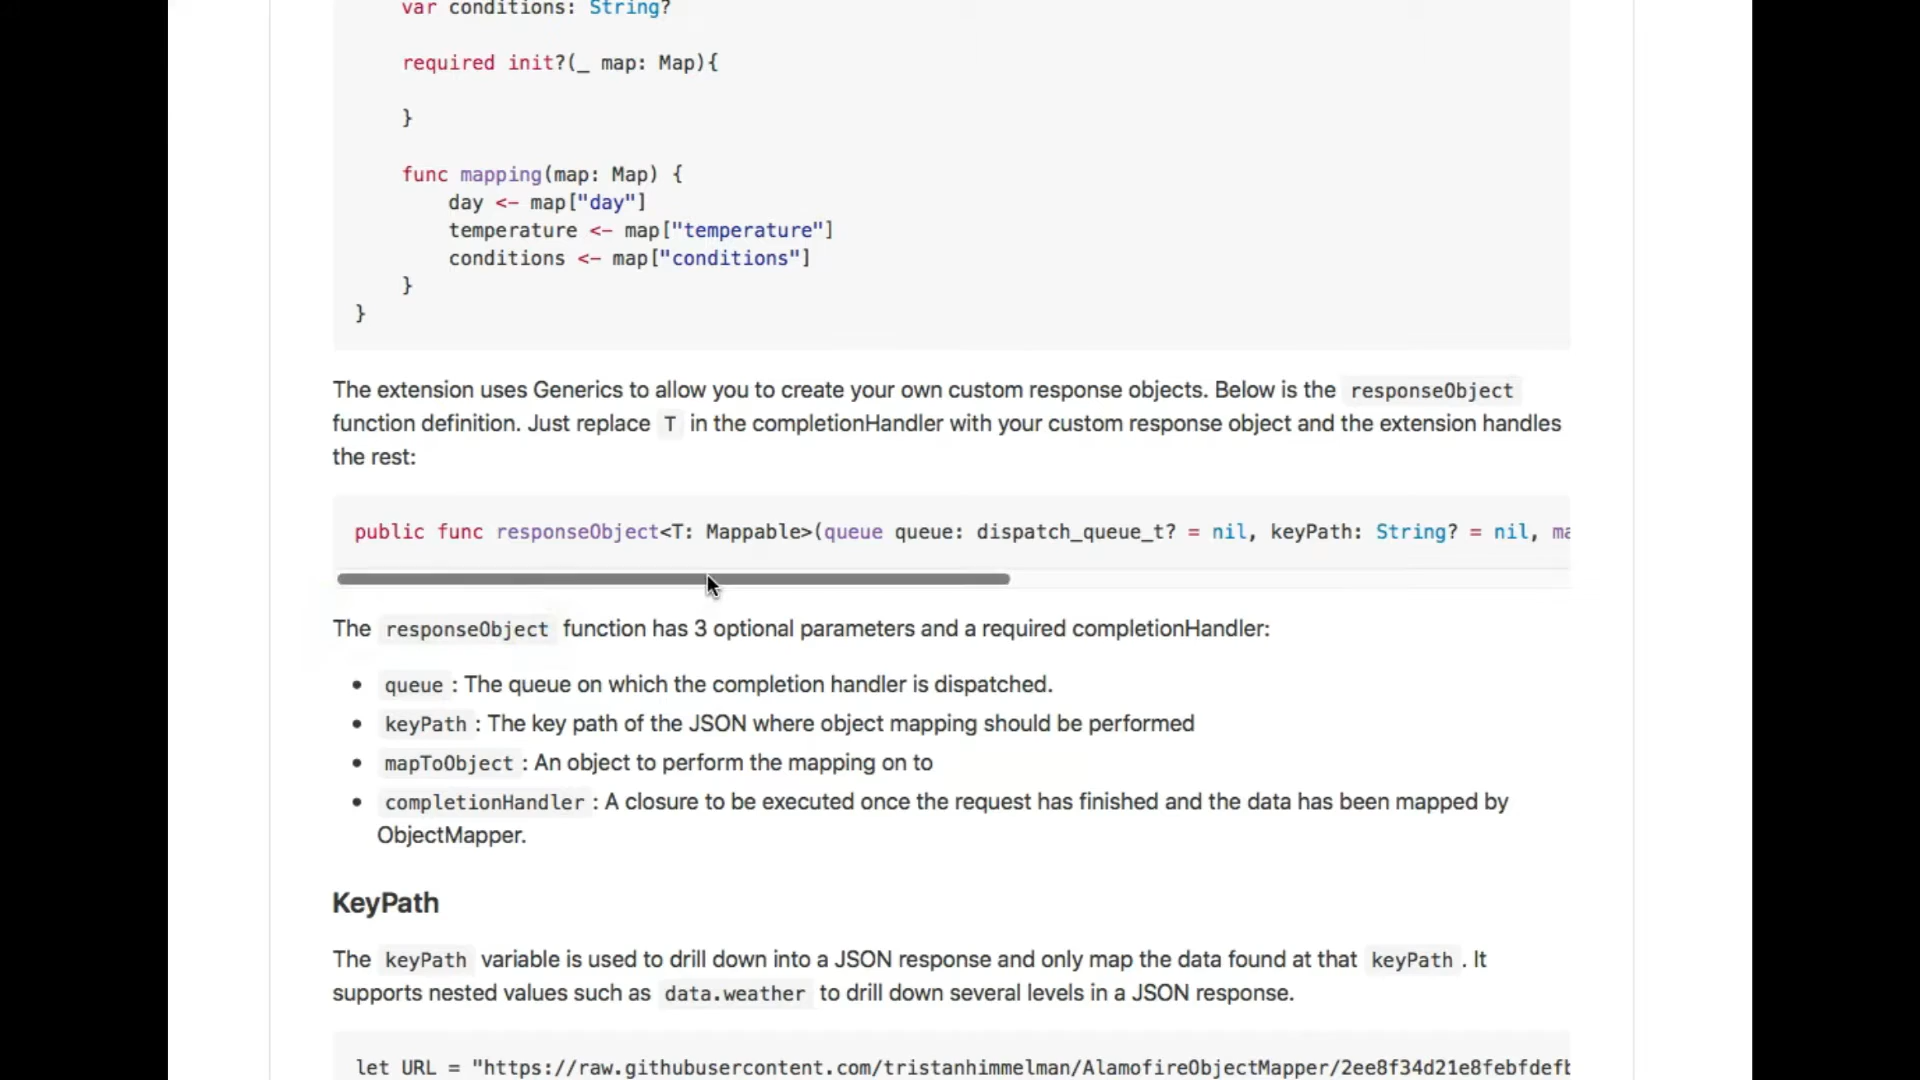 var conditions: String?
required init?(_ map: Map){
}
func mapping(map: Map) {
day <- map["day"]
temperature <- map["temperature"]
conditions <- map["conditions"]
}
}
The extension uses Generics to allow you to create your own custom response objects. Below is the responseObject
function definition. Just replace T in the completionHandler with your custom response object and the extension handles
the rest:
public func responseObject<T: Mappable>(queue queue: dispatch_queue_t? = nil, keyPath: String? = nil, ma
The responseObject function has 3 optional parameters and a required completionHandler:
• queue : The queue on which the completion handler is dispatched.
• keyPath : The key path of the JSON where object mapping should be performed
• mapToObject : An object to perform the mapping on to
• completionHandler : A closure to be executed once the request has finished and the data has been mapped by
ObjectMapper.
KeyPath
The keyPath variable is used to drill down into a JSON response and only map the data found at that keyPath . It
supports nested values such as data.weather to drill down several levels in a JSON response.
let URL = "https://raw.githubusercontent.com/tristanhimmelman/AlamofireObjectMapper/2ee8f34d21e8febfdefb